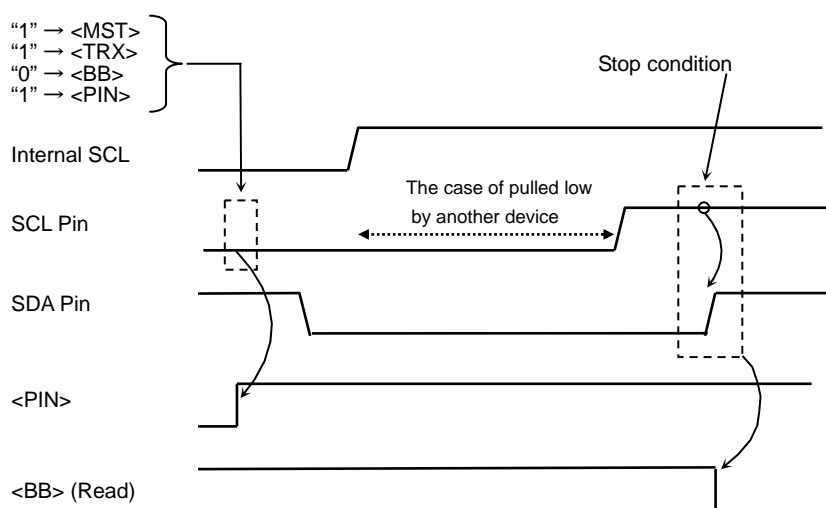 “1” → <MST>
“1” → <TRX>
“0” → <BB>
“1” → <PIN>
Stop condition
Internal SCL
The case of pulled low
by another device
SCL Pin
SDA Pin
<PIN>
<BB> (Read)